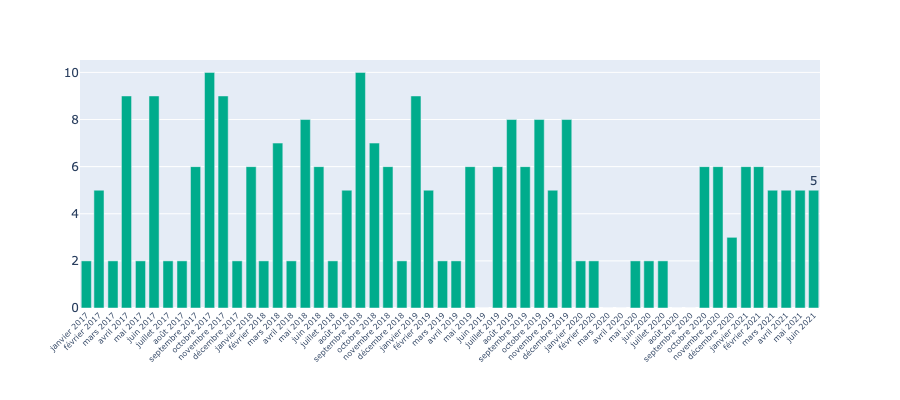 10
8
6
4
2
0
5
janvier 2017
février 2017
mars 2017
avril 2017
mai 2017
juin 2017
juillet 2017
août 2017
septembre 2017
octobre 2017
novembre 2017
décembre 2017
janvier 2018
février 2018
mars 2018
avril 2018
mai 2018
juin 2018
juillet 2018
août 2018
septembre 2018
octobre 2018
novembre 2018
décembre 2018
janvier 2019
février 2019
mars 2019
avril 2019
mai 2019
juin 2019
juillet 2019
août 2019
septembre 2019
octobre 2019
novembre 2019
décembre 2019
janvier 2020
février 2020
mars 2020
avril 2020
mai 2020
juin 2020
juillet 2020
août 2020
septembre 2020
octobre 2020
novembre 2020
décembre 2020
janvier 2021
février 2021
mars 2021
avril 2021
mai 2021
juin 2021